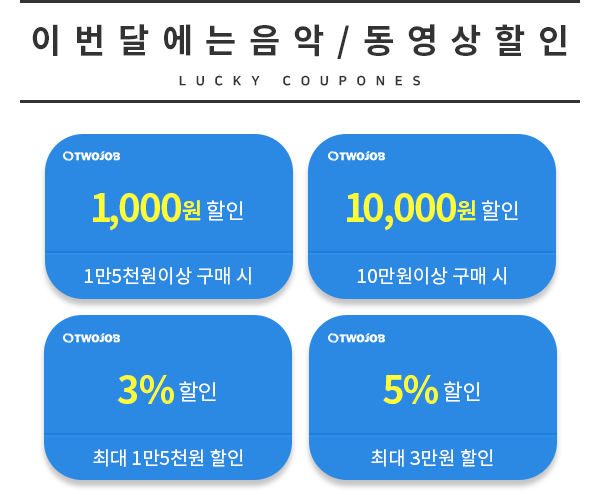 이번달에는음악/동영상할인
LUCKY COUPONES
TWOJOB
1,000원 할인
1만5천원이상 구매 시
TWOJOB
10,000원 할인
10만원이상 구매 시
TWOJOB
3% 할인
최대 1만5천원 할인
TWOJOB
5% 할인
최대 3만원 할인